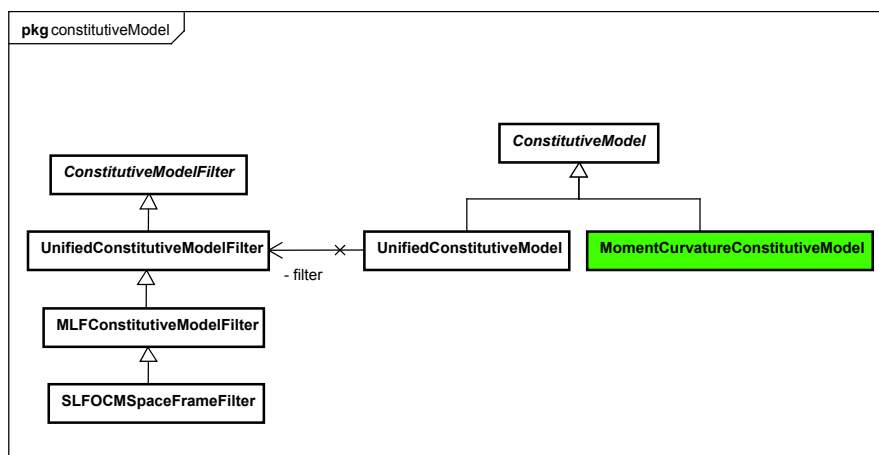 pkg constitutiveModel
ConstitutiveModel
ConstitutiveModelFilter
UnifiedConstitutiveModelFilter
UnifiedConstitutiveModel
MomentCurvatureConstitutiveModel
- filter
MLFConstitutiveModelFilter
SLFOCMSpaceFrameFilter